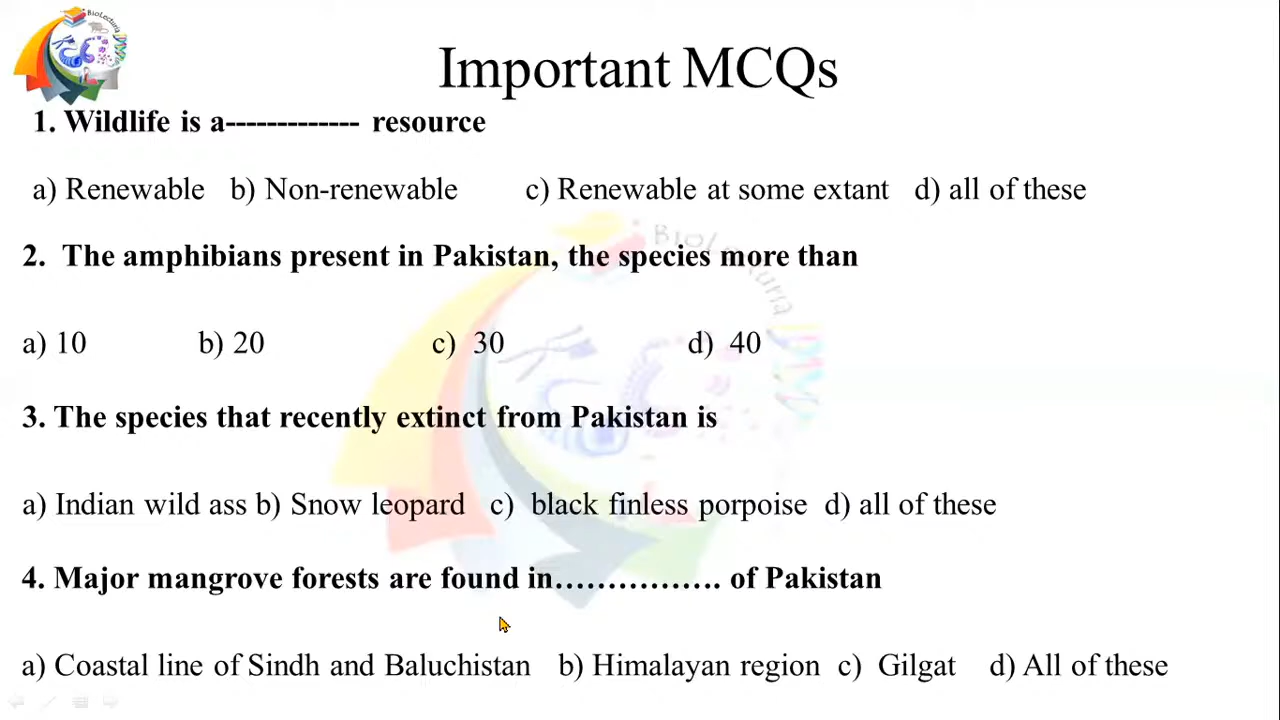 BioLecturia
Important MCQs
1. Wildlife is a------------- resource
a) Renewable b) Non-renewable c) Renewable at some extant d) all of these
2. The amphibians present in Pakistan, the species more than
a) 10 b) 20 c) 30 d) 40
3. The species that recently extinct from Pakistan is
a) Indian wild ass b) Snow leopard c) black finless porpoise d) all of these
4. Major mangrove forests are found in……………. of Pakistan
a) Coastal line of Sindh and Baluchistan b) Himalayan region c) Gilgat d) All of these